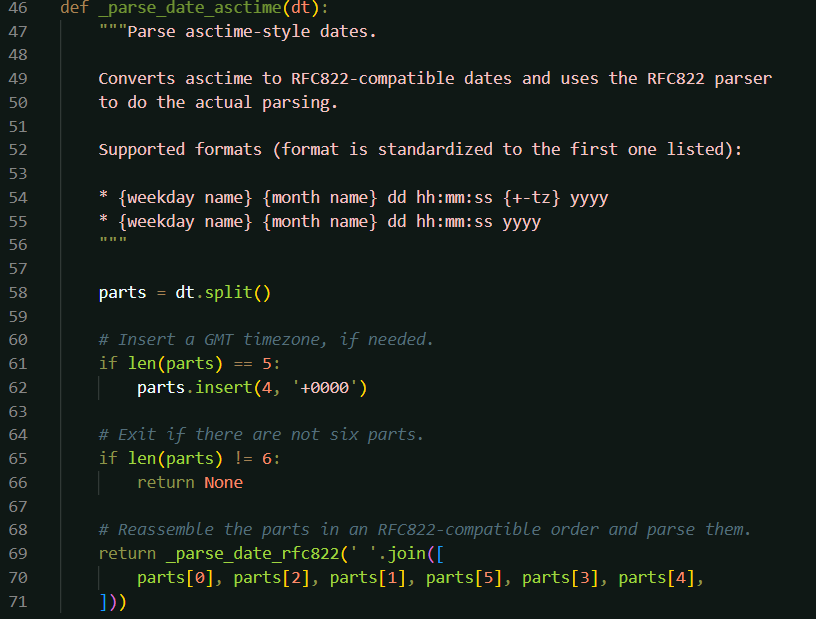 46 def _parse_date_asctime(dt):
47 """Parse asctime-style dates.
48
49 Converts asctime to RFC822-compatible dates and uses the RFC822 parser
50 to do the actual parsing.
51
52 Supported formats (format is standardized to the first one listed):
53
54 * {weekday name} {month name} dd hh:mm:ss {+-tz} yyyy
55 * {weekday name} {month name} dd hh:mm:ss yyyy
56 """
57
58 parts = dt.split()
59
60 # Insert a GMT timezone, if needed.
61 if len(parts) == 5:
62 parts.insert(4, '+0000')
63
64 # Exit if there are not six parts.
65 if len(parts) != 6:
66 return None
67
68 # Reassemble the parts in an RFC822-compatible order and parse them.
69 return _parse_date_rfc822(' '.join([
70 parts[0], parts[2], parts[1], parts[5], parts[3], parts[4],
71 ]))